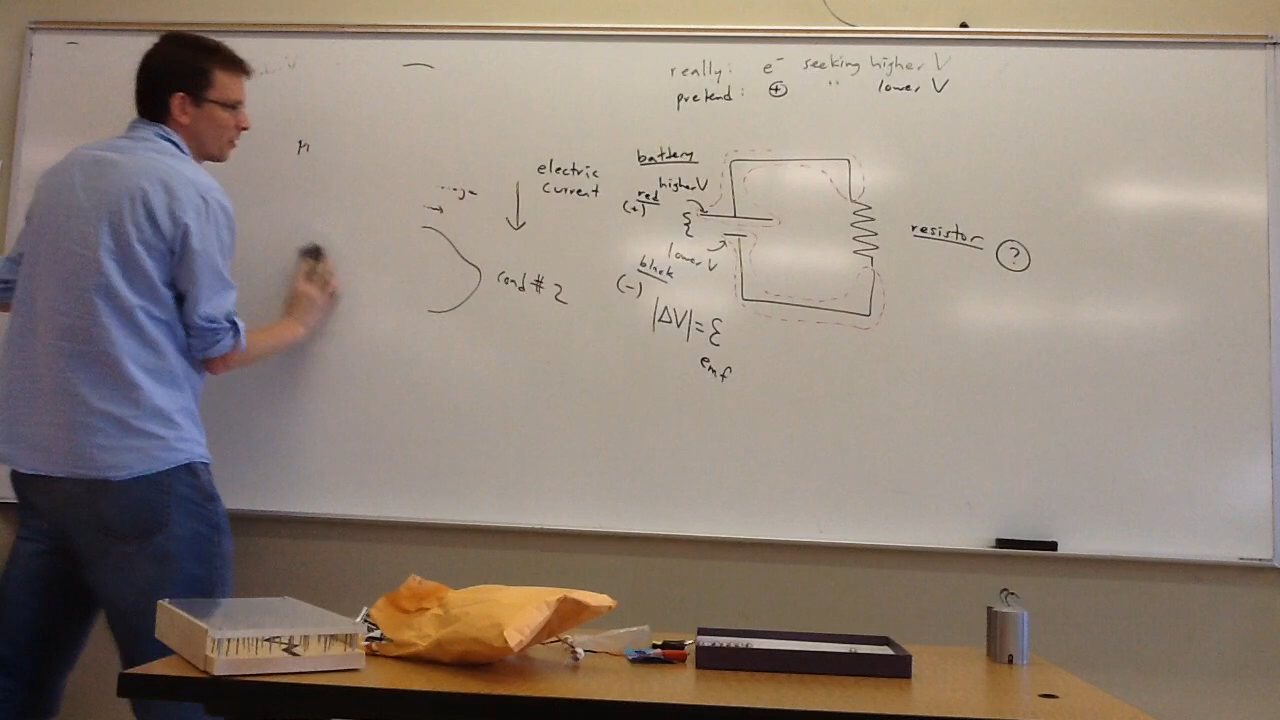 really: e⁻ seeking higher V
pretend: ⊕ " lower V
electric
current
cond #2
battery
higher V
red
(+)
lower V
black
(-)
|ΔV|=ε
emf
resistor ?